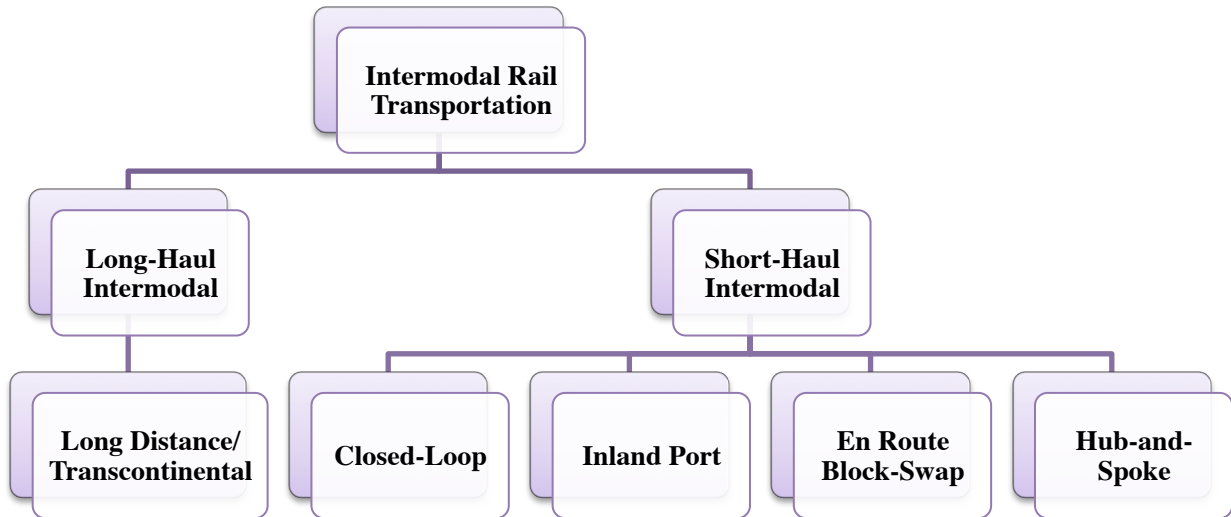 Intermodal Rail
Transportation
Long-Haul
Intermodal
Short-Haul
Intermodal
Long Distance/
Transcontinental
Closed-Loop
Inland Port
En Route
Block-Swap
Hub-and-
Spoke